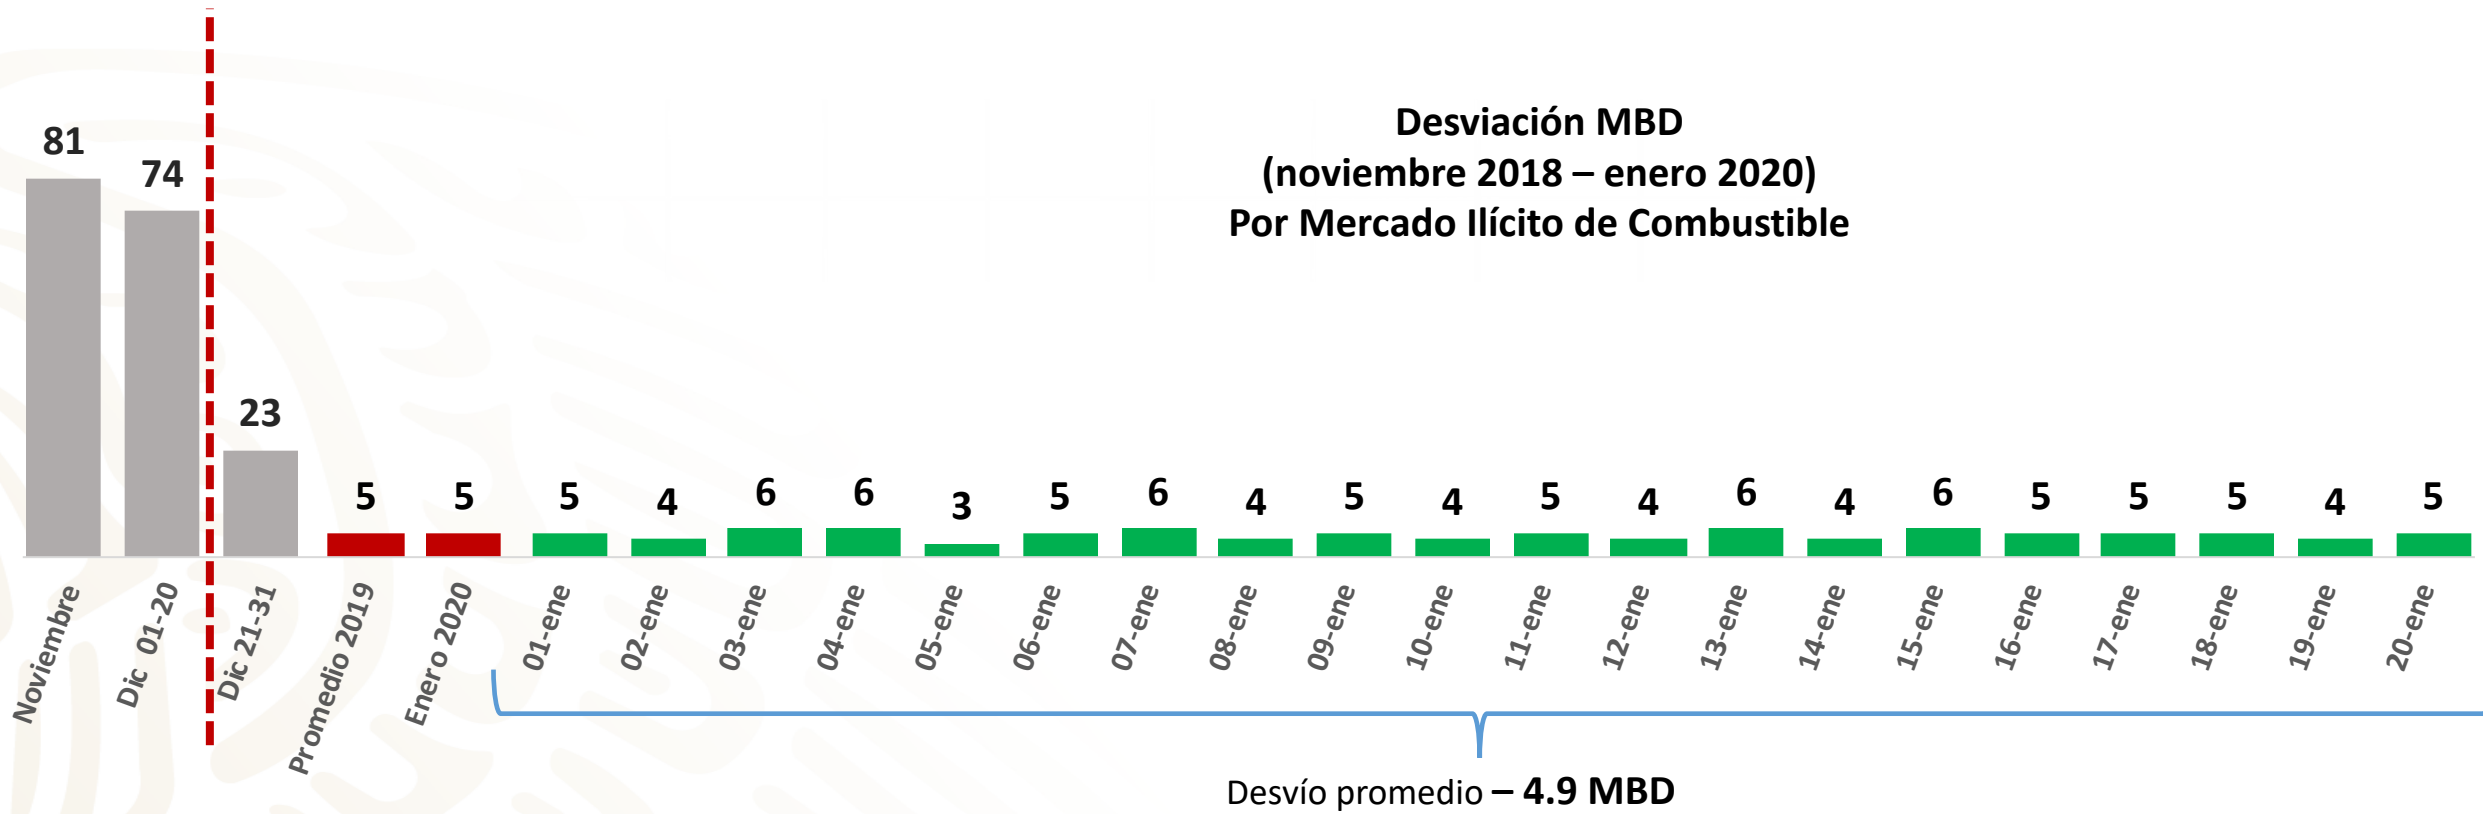 Desviación MBD
(noviembre 2018 – enero 2020)
Por Mercado Ilícito de Combustible
81
74
23
5
5
5
4
6
6
3
5
6
4
5
4
5
4
6
4
6
5
5
5
4
5
Noviembre
Dic 01-20
Dic 21-31
Promedio 2019
Enero 2020
01-ene
02-ene
03-ene
04-ene
05-ene
06-ene
07-ene
08-ene
09-ene
10-ene
11-ene
12-ene
13-ene
14-ene
15-ene
16-ene
17-ene
18-ene
19-ene
20-ene
Desvío promedio – 4.9 MBD